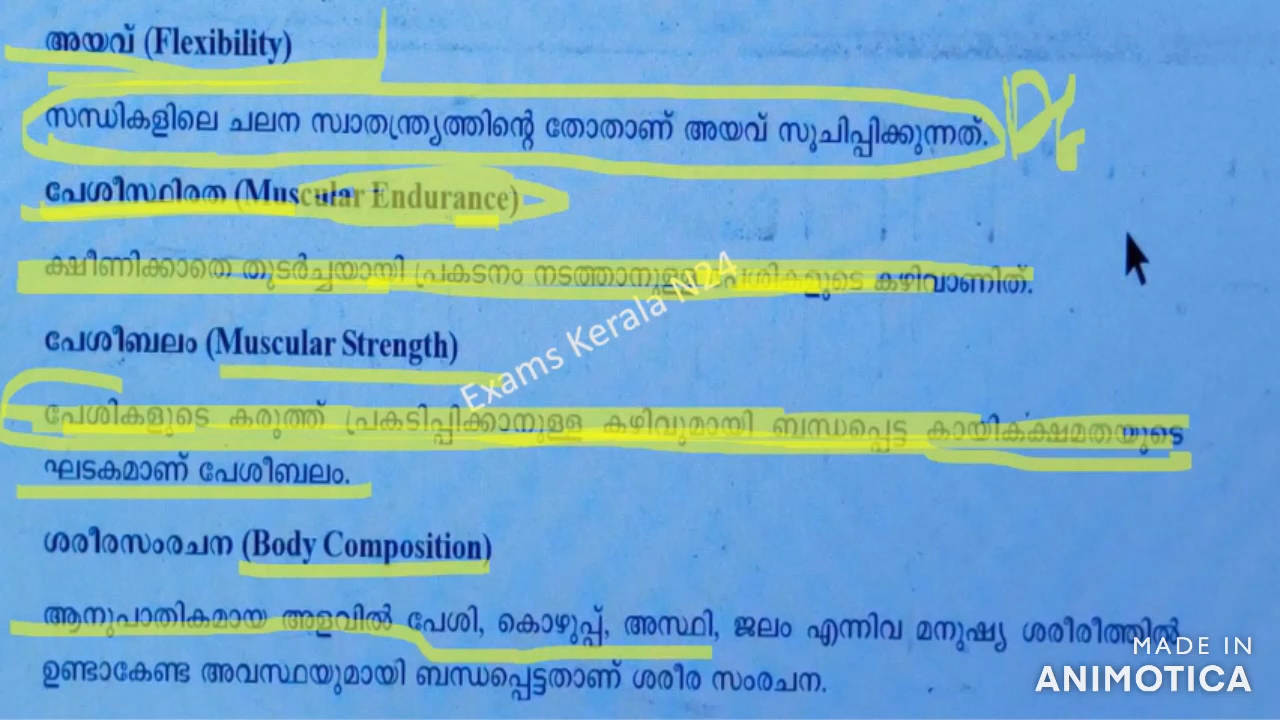 അയവ് (Flexibility)
സന്ധികളിലെ ചലന സ്വാതന്ത്ര്യത്തിന്റെ തോതാണ് അയവ് സൂചിപ്പിക്കുന്നത്.
പേശീസ്ഥിരത (Muscular Endurance)
ക്ഷീണിക്കാതെ തുടർച്ചയായി പ്രകടനം നടത്താനുള്ള പേശികളുടെ കഴിവാണിത്.
പേശീബലം (Muscular Strength)
Exams Kerala N24
പേശികളുടെ കരുത്ത് പ്രകടിപ്പിക്കാനുള്ള കഴിവുമായി ബന്ധപ്പെട്ട കായികക്ഷമതയുടെ
ഘടകമാണ് പേശീബലം.
ശരീരസംരചന (Body Composition)
ആനുപാതികമായ അളവിൽ പേശി, കൊഴുപ്പ്, അസ്ഥി, ജലം എന്നിവ മനുഷ്യ ശരീരീത്തിൽ
ഉണ്ടാകേണ്ട അവസ്ഥയുമായി ബന്ധപ്പെട്ടതാണ് ശരീര സംരചന.
MADE IN
ANIMOTICA